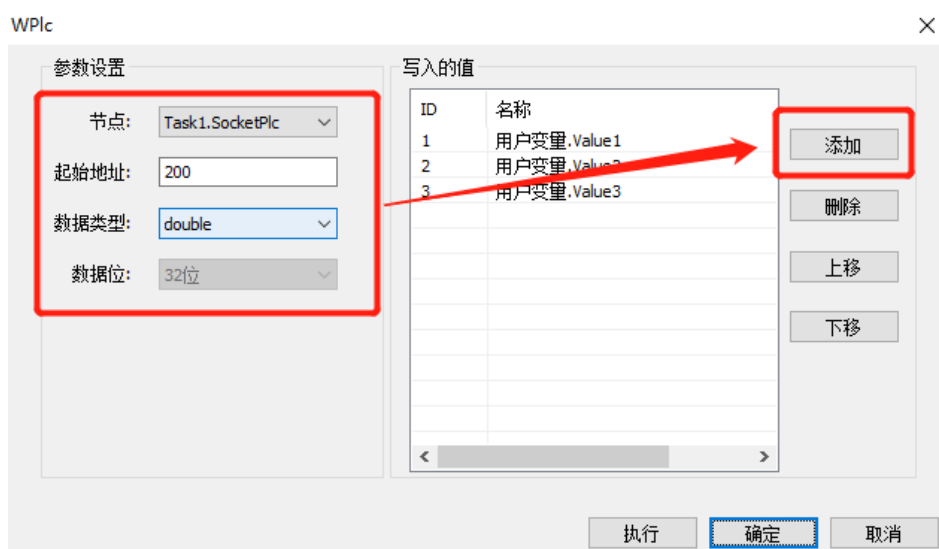 WPlc
参数设置
节点: Task1.SocketPlc
起始地址: 200
数据类型: double
数据位: 32位
写入的值
ID 名称
1 用户变量.Value1
2 用户变量.Value2
3 用户变量.Value3
添加
删除
上移
下移
执行 确定 取消